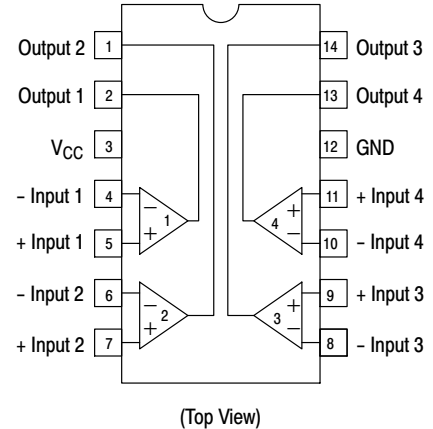 Output 2 1 14 Output 3
Output 1 2 13 Output 4
VCC 3 12 GND
– Input 1 4 – + 11 + Input 4
1 4
+ Input 1 5 + – 10 – Input 4
– Input 2 6 – + 9 + Input 3
2 3
+ Input 2 7 + – 8 – Input 3
(Top View)